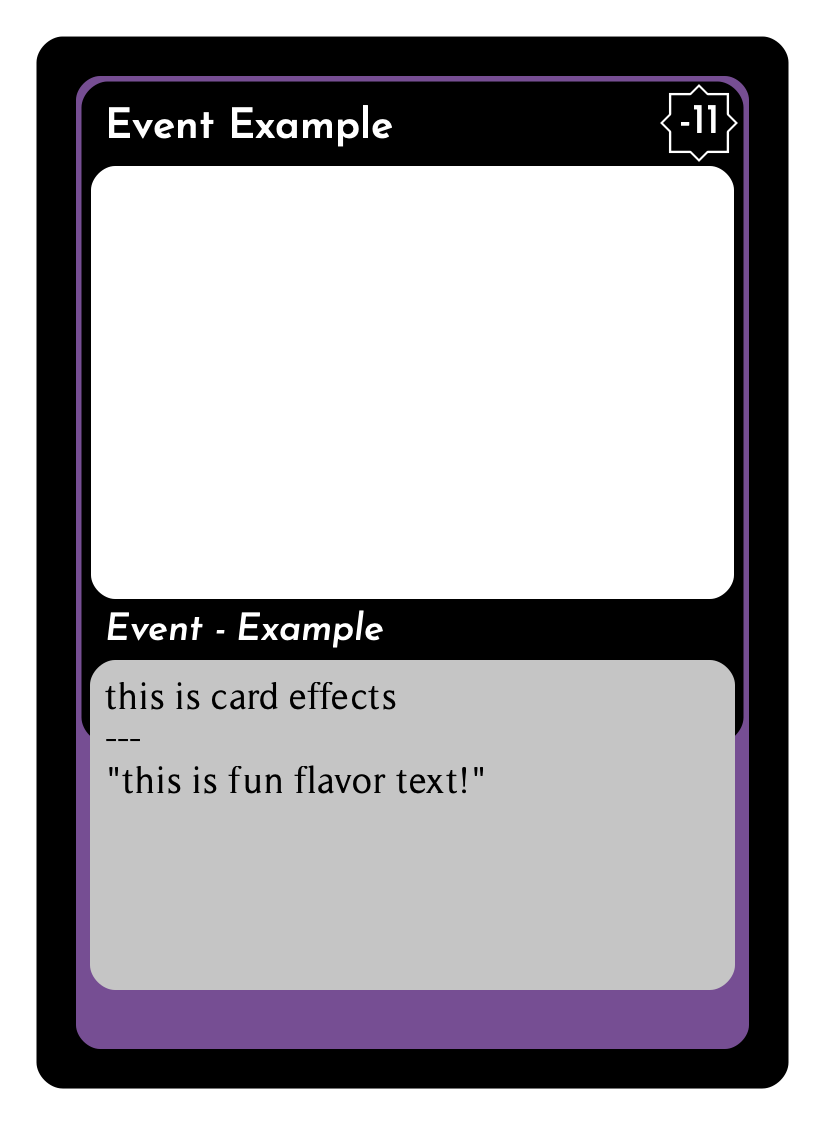 Event Example
-11
Event - Example
this is card effects
---
"this is fun flavor text!"